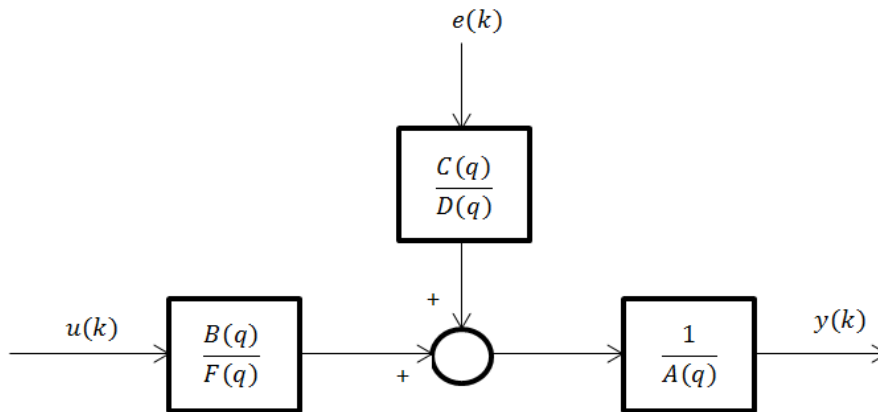 e(k)
C(q)
D(q)
+
u(k)
B(q)
F(q)
+
1
A(q)
y(k)